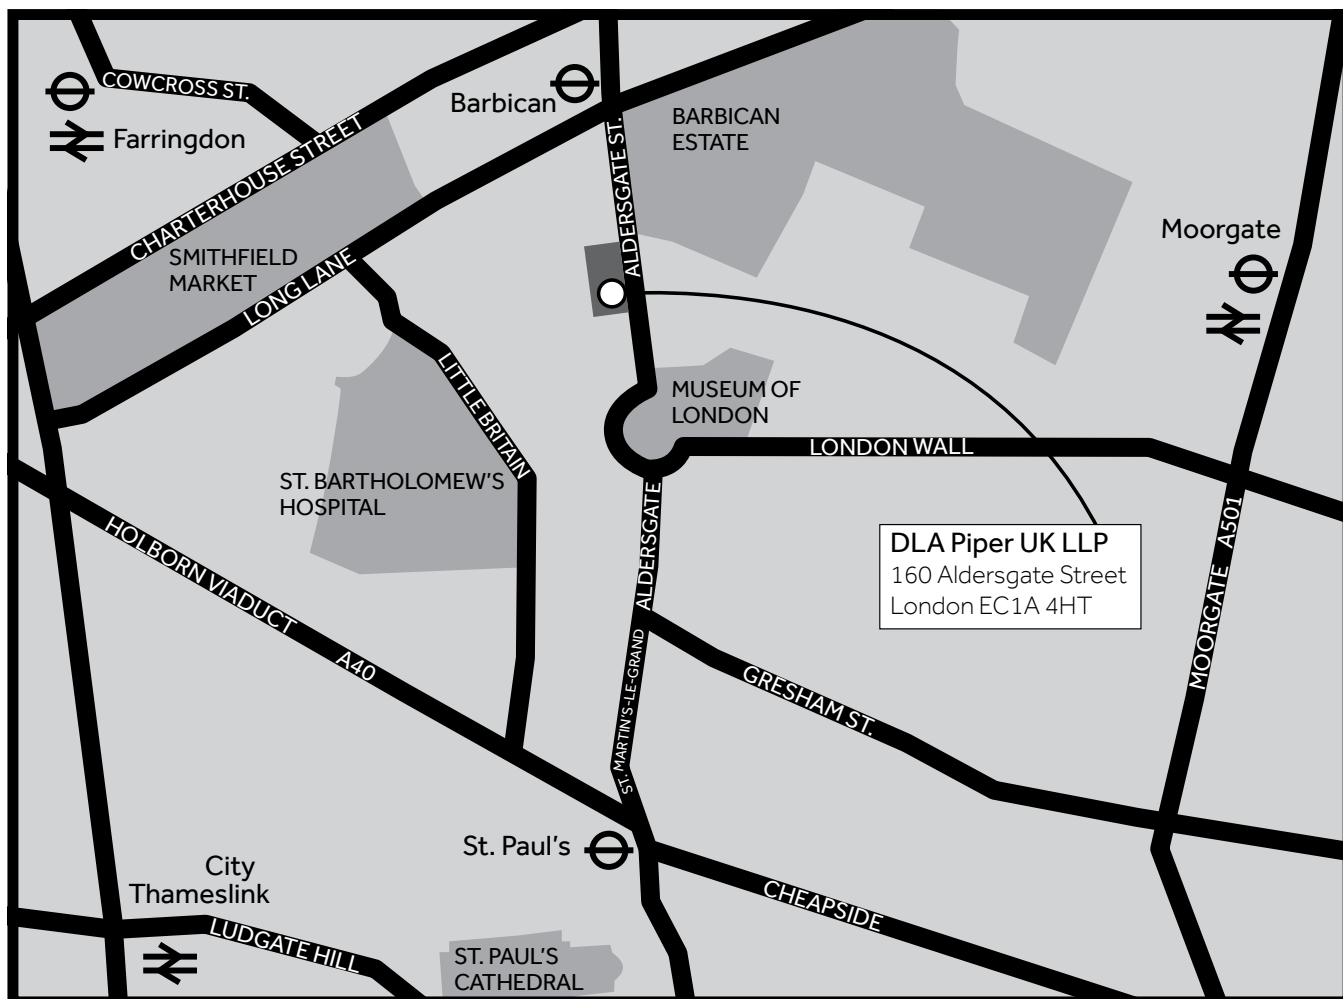 COWCROSS ST.
Farringdon
Barbican
BARBICAN
ESTATE
CHARTERHOUSE STREET
ALDERSGATE ST.
SMITHFIELD
MARKET
LONG LANE
Moorgate
LITTLE BRITAIN
MUSEUM OF
LONDON
LONDON WALL
ST. BARTHOLOMEW'S
HOSPITAL
HOLBORN VIADUCT
A40
ALDERSGATE
DLA Piper UK LLP
160 Aldersgate Street
London EC1A 4HT
MOORGATE A501
ST. MARTIN'S-LE-GRAND
GRESHAM ST.
St. Paul's
City
Thameslink
CHEAPSIDE
LUDGATE HILL
ST. PAUL'S
CATHEDRAL